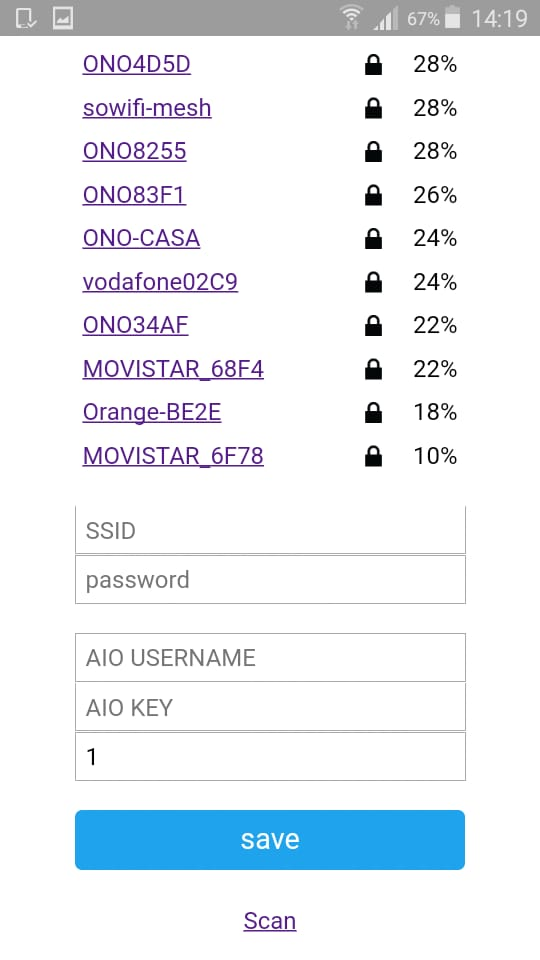 67% 14:19
ONO4D5D 28%
sowifi-mesh 28%
ONO8255 28%
ONO83F1 26%
ONO-CASA 24%
vodafone02C9 24%
ONO34AF 22%
MOVISTAR_68F4 22%
Orange-BE2E 18%
MOVISTAR_6F78 10%
SSID
password
AIO USERNAME
AIO KEY
1
save
Scan